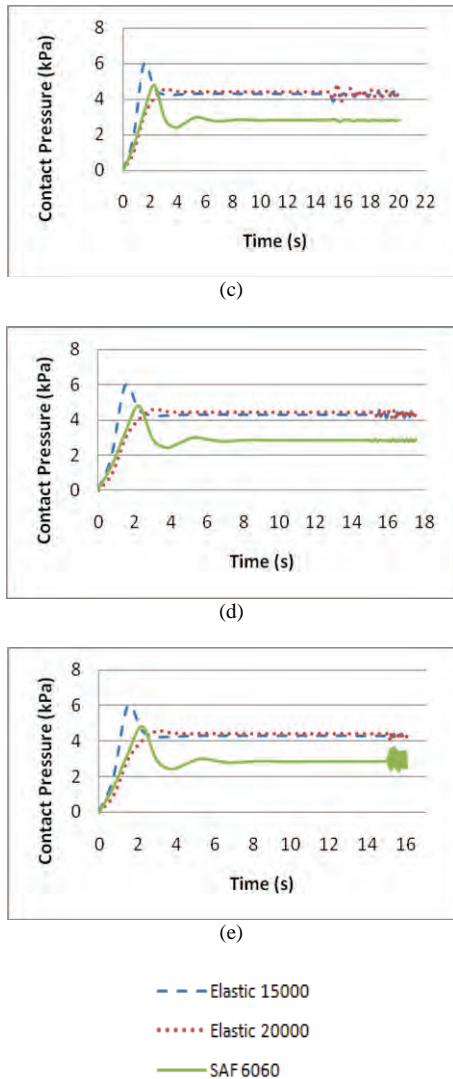 Contact Pressure (kPa)
8
6
4
2
0
0 2 4 6 8 10 12 14 16 18 20 22
Time (s)
(c)
Contact Pressure (kPa)
8
6
4
2
0
0 2 4 6 8 10 12 14 16 18
Time (s)
(d)
Contact Pressure (kPa)
8
6
4
2
0
0 2 4 6 8 10 12 14 16
Time (s)
(e)
Elastic 15000
Elastic 20000
SAF 6060